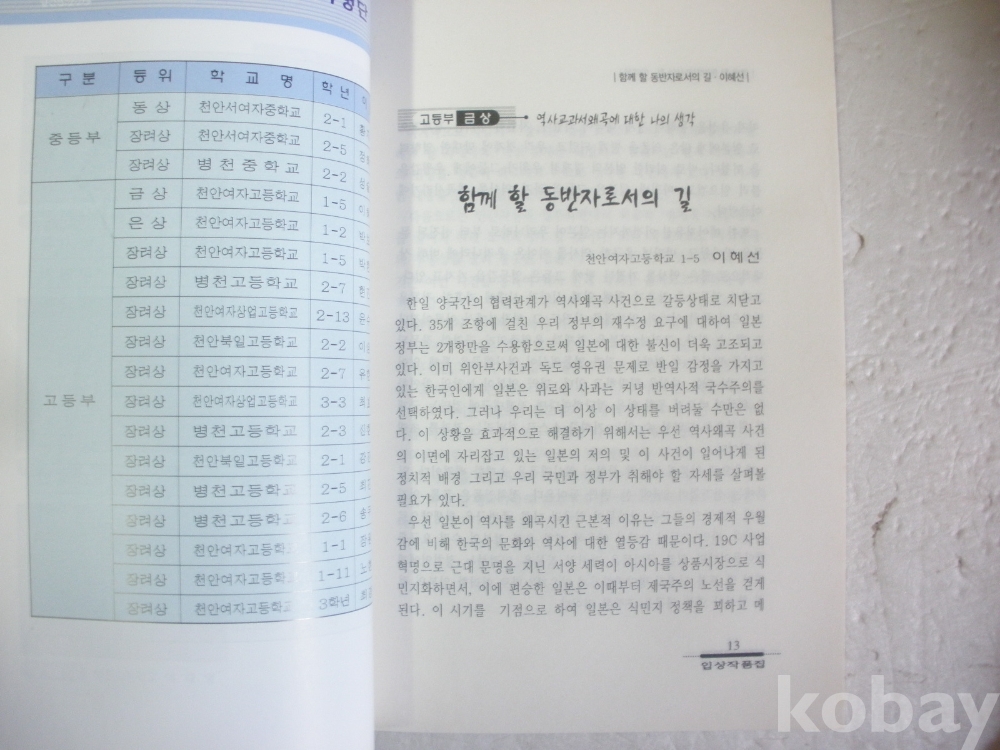 구 분 등 위 학 교 명 학년
중등부
동 상 천안서여자중학교 2-1
장려상 천안서여자중학교 2-5
장려상 병천중학교 2-2
고등부
금 상 천안여자고등학교 1-5
은 상 천안여자고등학교 1-2
장려상 천안여자고등학교 1-5
장려상 병천고등학교 2-7
장려상 천안여자상업고등학교 2-13
장려상 천안북일고등학교 2-2
장려상 천안여자고등학교 2-7
장려상 천안여자상업고등학교 3-3
장려상 병천고등학교 2-3
장려상 천안북일고등학교 2-1
장려상 병천고등학교 2-5
장려상 병천고등학교 2-6
장려상 천안여자고등학교 1-1
장려상 천안여자고등학교 1-11
장려상 천안여자고등학교 3학년
| 함께 할 동반자로서의 길 · 이혜선 |
고등부 금상 역사교과서왜곡에 대한 나의 생각
함께 할 동반자로서의 길
천안여자고등학교 1-5 이혜선
한일 양국간의 협력관계가 역사왜곡 사건으로 갈등상태로 치닫고
있다. 35개 조항에 걸친 우리 정부의 재수정 요구에 대하여 일본
정부는 2개항만을 수용함으로써 일본에 대한 불신이 더욱 고조되고
있다. 이미 위안부사건과 독도 영유권 문제로 반일 감정을 가지고
있는 한국인에게 일본은 위로와 사과는 커녕 반역사적 국수주의를
선택하였다. 그러나 우리는 더 이상 이 상태를 버려둘 수만은 없
다. 이 상황을 효과적으로 해결하기 위해서는 우선 역사왜곡 사건
의 이면에 자리잡고 있는 일본의 저의 및 이 사건이 일어나게 된
정치적 배경 그리고 우리 국민과 정부가 취해야 할 자세를 살펴볼
필요가 있다.
우선 일본이 역사를 왜곡시킨 근본적 이유는 그들의 경제적 우월
감에 비해 한국의 문화와 역사에 대한 열등감 때문이다. 19C 사업
혁명으로 근대 문명을 지닌 서양 세력이 아시아를 상품시장으로 식
민지화하면서, 이에 편승한 일본은 이때부터 제국주의 노선을 걷게
된다. 이 시기를 기점으로 하여 일본은 식민지 정책을 꾀하고 메
13
입상작품집
kobay